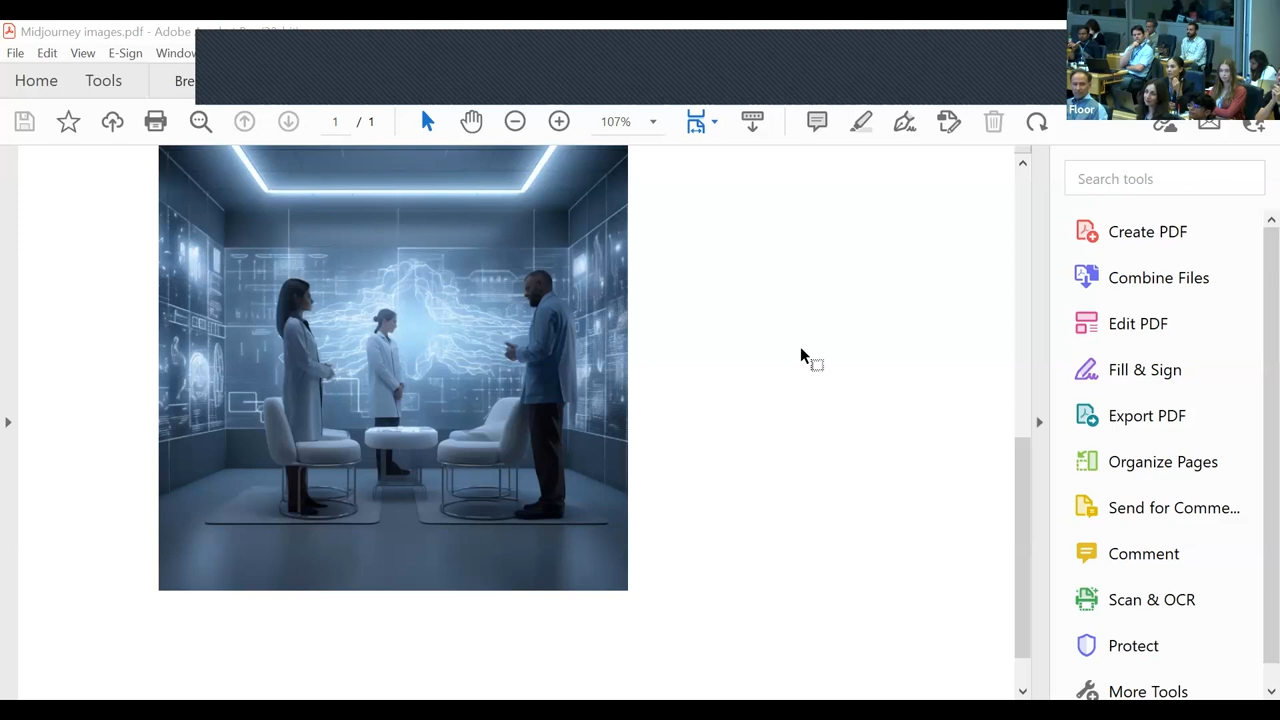 Midjourney images.pdf - Adobe
File Edit View E-Sign Window
Home Tools Bre
1 / 1 107%
Floor
Search tools
Create PDF
Combine Files
Edit PDF
Fill & Sign
Export PDF
Organize Pages
Send for Comme...
Comment
Scan & OCR
Protect
More Tools